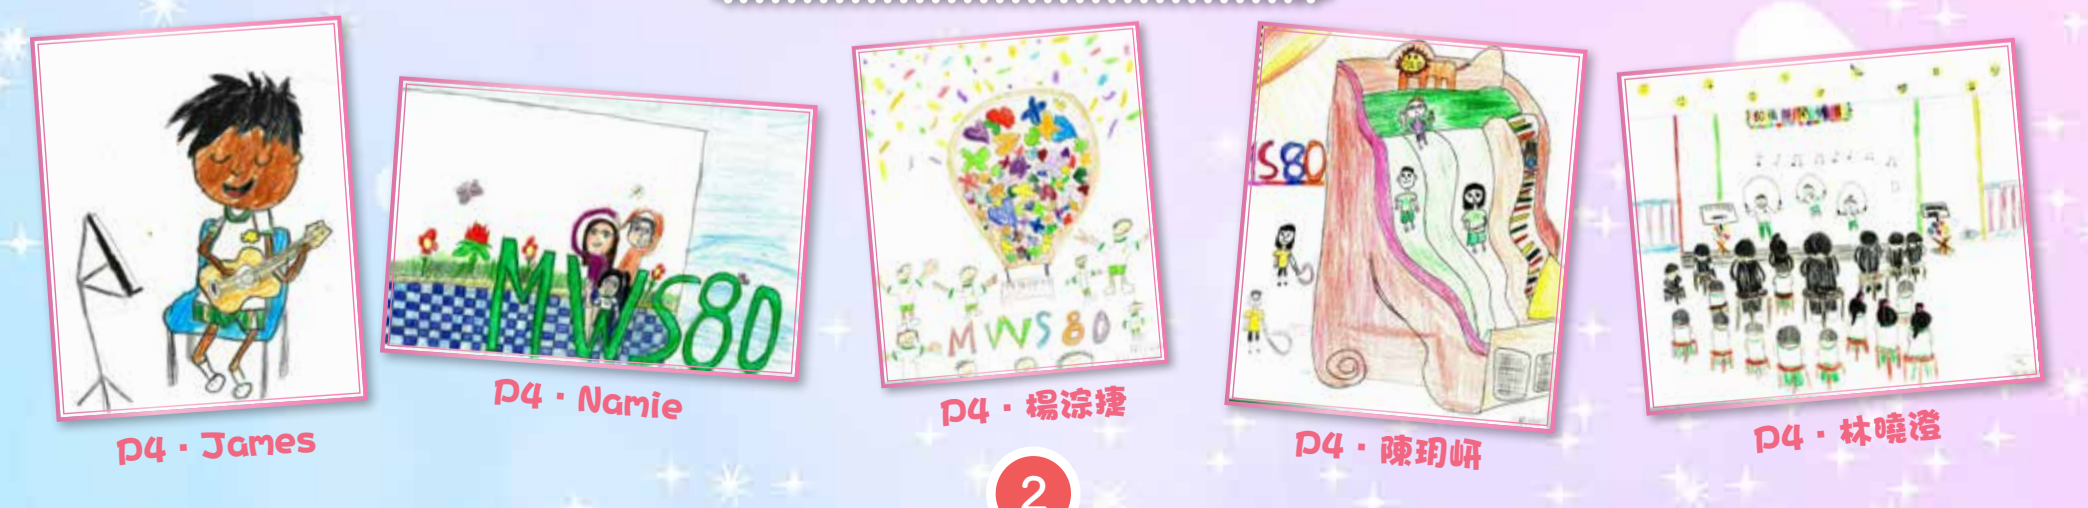 MWS80
MWS80
S80
P4 · James
P4 · Namie
P4 · 楊淙捷
P4 · 陳玥岍
P4 · 林曉澄
2